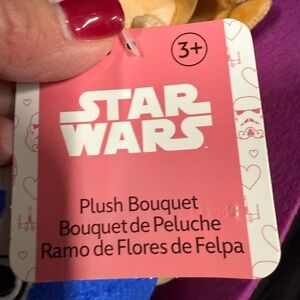 3+
STAR
WARS
Plush Bouquet
Bouquet de Peluche
Ramo de Flores de Felpa